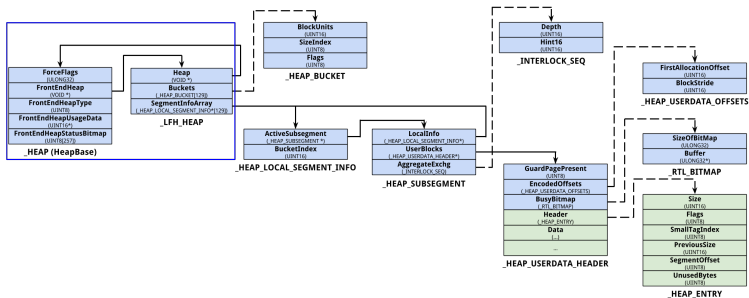 ForceFlags
(ULONG32)
FrontEndHeap
(VOID *)
FrontEndHeapType
(UINT8)
FrontEndHeapUsageData
(UINT16*)
FrontEndHeapStatusBitmap
(UINT8[257])
_HEAP (HeapBase)
Heap
(VOID *)
Buckets
(_HEAP_BUCKET[129])
SegmentInfoArray
(_HEAP_LOCAL_SEGMENT_INFO*[129])
_LFH_HEAP
BlockUnits
(UINT16)
SizeIndex
(UINT8)
Flags
(UINT8)
_HEAP_BUCKET
ActiveSubsegment
(_HEAP_SUBSEGMENT *)
BucketIndex
(UINT16)
_HEAP_LOCAL_SEGMENT_INFO
LocalInfo
(_HEAP_LOCAL_SEGMENT_INFO*)
UserBlocks
(_HEAP_USERDATA_HEADER*)
AggregateExchg
(_INTERLOCK_SEQ)
_HEAP_SUBSEGMENT
Depth
(UINT16)
Hint16
(UINT16)
_INTERLOCK_SEQ
GuardPagePresent
(UINT8)
EncodedOffsets
(_HEAP_USERDATA_OFFSETS)
BusyBitmap
(_RTL_BITMAP)
Header
(_HEAP_ENTRY)
Data
(...)
...
_HEAP_USERDATA_HEADER
FirstAllocationOffset
(UINT16)
BlockStride
(UINT16)
_HEAP_USERDATA_OFFSETS
SizeOfBitMap
(ULONG32)
Buffer
(ULONG32*)
_RTL_BITMAP
Size
(UINT16)
Flags
(UINT8)
SmallTagIndex
(UINT8)
PreviousSize
(UINT16)
SegmentOffset
(UINT8)
UnusedBytes
(UINT8)
_HEAP_ENTRY